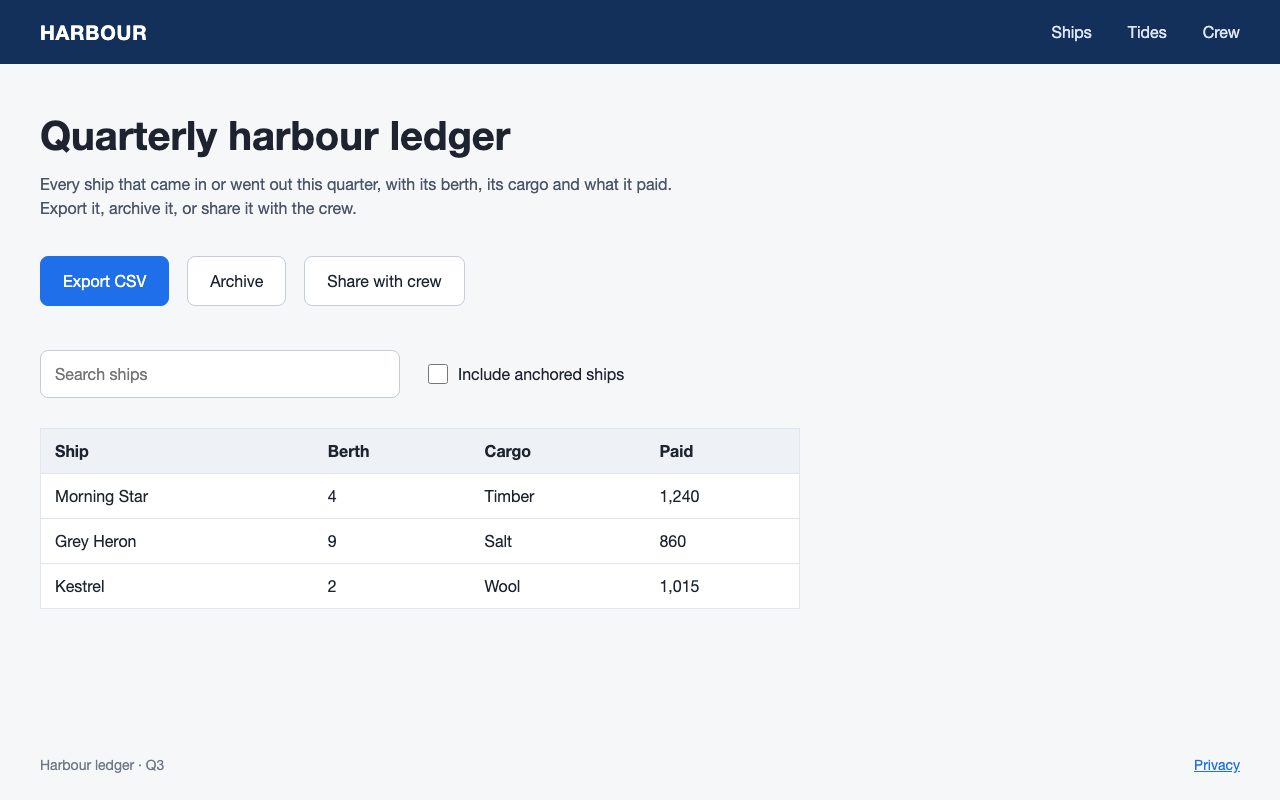 HARBOUR
Ships
Tides
Crew
Quarterly harbour ledger
Every ship that came in or went out this quarter, with its berth, its cargo and what it paid.
Export it, archive it, or share it with the crew.
Export CSV
Archive
Share with crew
Search ships
Include anchored ships
Ship Berth Cargo Paid
Morning Star 4 Timber 1,240
Grey Heron 9 Salt 860
Kestrel 2 Wool 1,015
Harbour ledger · Q3
Privacy